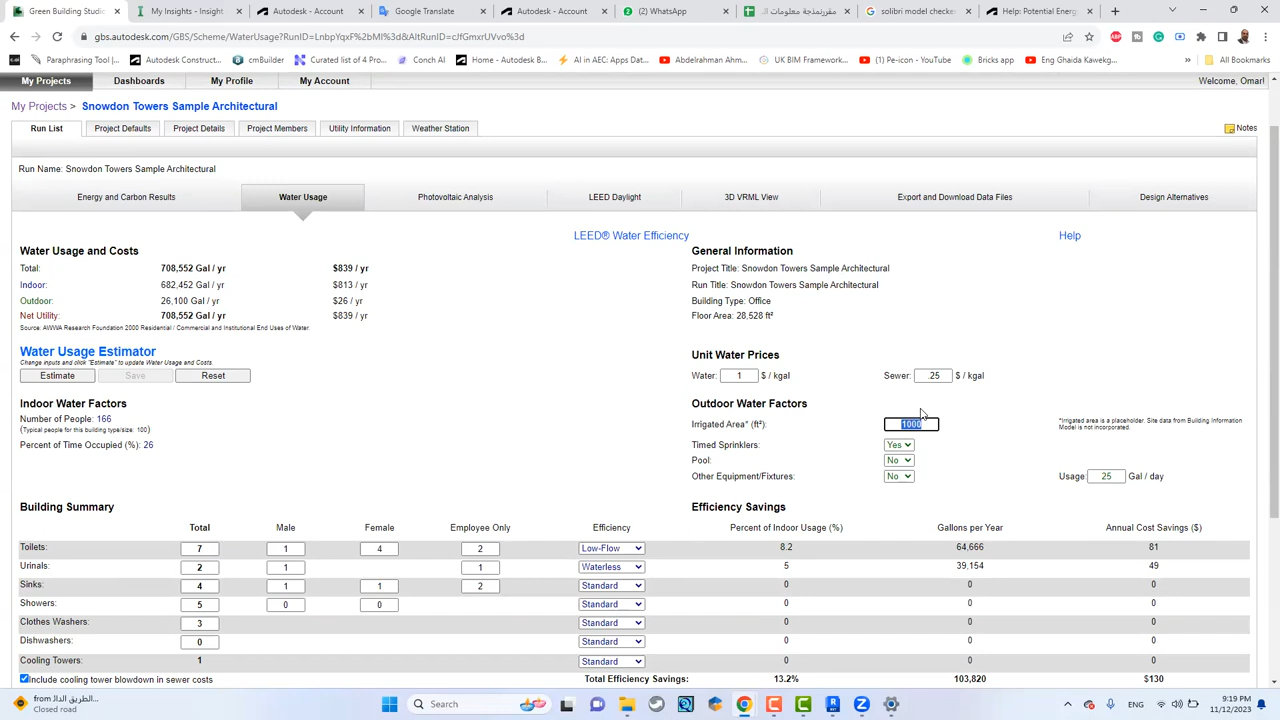 Green Building Studio
My Insights - Insight
Autodesk - Account
Google Translate
Autodesk - Account
(2) WhatsApp
مقررنمذجة معلومات الـ
solibri model checke
Help: Potential Energ
gbs.autodesk.com/GBS/Scheme/WaterUsage?RunID=LnbpYqxF%2bMI%3d&AltRunID=cJfGmxrUVvo%3d
Paraphrasing Tool |
Autodesk Construct...
cmBuilder
Curated list of 4 Pro...
Conch AI
Home - Autodesk B...
AI in AEC: Apps Dat...
Abdelrahman Ahm...
UK BIM Framework...
(1) Pe-icon - YouTube
Bricks app
Eng Ghaida Kawekg...
»
All Bookmarks
My Projects Dashboards My Profile My Account Welcome, Omar!
My Projects > Snowdon Towers Sample Architectural
Run List Project Defaults Project Details Project Members Utility Information Weather Station Notes
Run Name: Snowdon Towers Sample Architectural
Energy and Carbon Results Water Usage Photovoltaic Analysis LEED Daylight 3D VRML View Export and Download Data Files Design Alternatives
LEED® Water Efficiency Help
Water Usage and Costs General Information
Total: 708,552 Gal / yr $839 / yr Project Title: Snowdon Towers Sample Architectural
Indoor: 682,452 Gal / yr $813 / yr Run Title: Snowdon Towers Sample Architectural
Outdoor: 26,100 Gal / yr $26 / yr Building Type: Office
Net Utility: 708,552 Gal / yr $839 / yr Floor Area: 28,528 ft²
Source: AWWA Research Foundation 2000 Residential / Commercial and Institutional End Uses of Water.
Water Usage Estimator Unit Water Prices
Change inputs and click "Estimate" to update Water Usage and Costs.
Estimate Save Reset Water: 1 $ / kgal Sewer: .25 $ / kgal
Indoor Water Factors Outdoor Water Factors
Number of People: 166 Irrigated Area* (ft²): 1000 *Irrigated area is a placeholder. Site data from Building Information
Model is not incorporated.
(Typical people for this building type/size: 100)
Percent of Time Occupied (%): 26 Timed Sprinklers: Yes
Pool: No
Other Equipment/Fixtures: No Usage: 25 Gal / day
Building Summary Efficiency Savings
Total Male Female Employee Only Efficiency Percent of Indoor Usage (%) Gallons per Year Annual Cost Savings ($)
Toilets: 7 1 4 2 Low-Flow 8.2 64,666 81
Urinals: 2 1 1 Waterless 5 39,154 49
Sinks: 4 1 1 2 Standard 0 0 0
Showers: 5 0 0 Standard 0 0 0
Clothes Washers: 3 Standard 0 0 0
Dishwashers: 0 Standard 0 0 0
Cooling Towers: 1 Standard 0 0 0
Include cooling tower blowdown in sewer costs Total Efficiency Savings: 13.2% 103,820 $130
from الطريق الدا...
Closed road
Search
ENG
9:19 PM
11/12/2023